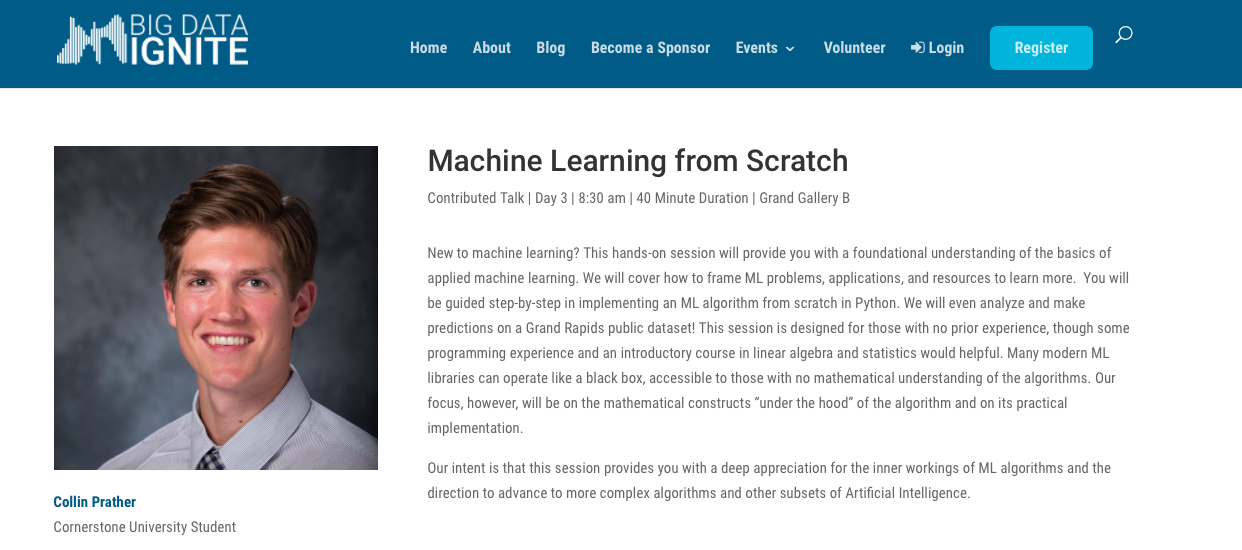 BIG DATA
IGNITE
Home About Blog Become a Sponsor Events Volunteer Login Register
Machine Learning from Scratch
Contributed Talk | Day 3 | 8:30 am | 40 Minute Duration | Grand Gallery B
New to machine learning? This hands-on session will provide you with a foundational understanding of the basics of
applied machine learning. We will cover how to frame ML problems, applications, and resources to learn more. You will
be guided step-by-step in implementing an ML algorithm from scratch in Python. We will even analyze and make
predictions on a Grand Rapids public dataset! This session is designed for those with no prior experience, though some
programming experience and an introductory course in linear algebra and statistics would helpful. Many modern ML
libraries can operate like a black box, accessible to those with no mathematical understanding of the algorithms. Our
focus, however, will be on the mathematical constructs “under the hood” of the algorithm and on its practical
implementation.
Our intent is that this session provides you with a deep appreciation for the inner workings of ML algorithms and the
direction to advance to more complex algorithms and other subsets of Artificial Intelligence.
Collin Prather
Cornerstone University Student